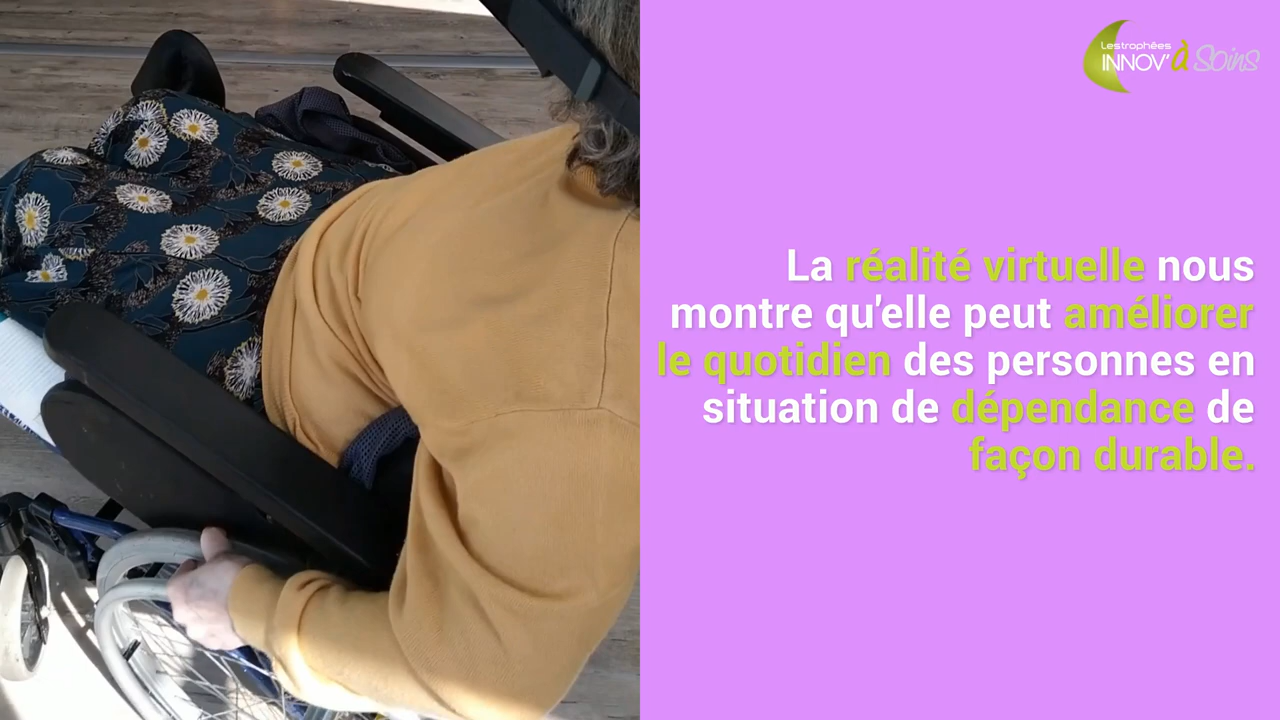 Les trophées
INNOV' à Soins
La réalité virtuelle nous
montre qu'elle peut améliorer
le quotidien des personnes en
situation de dépendance de
façon durable.